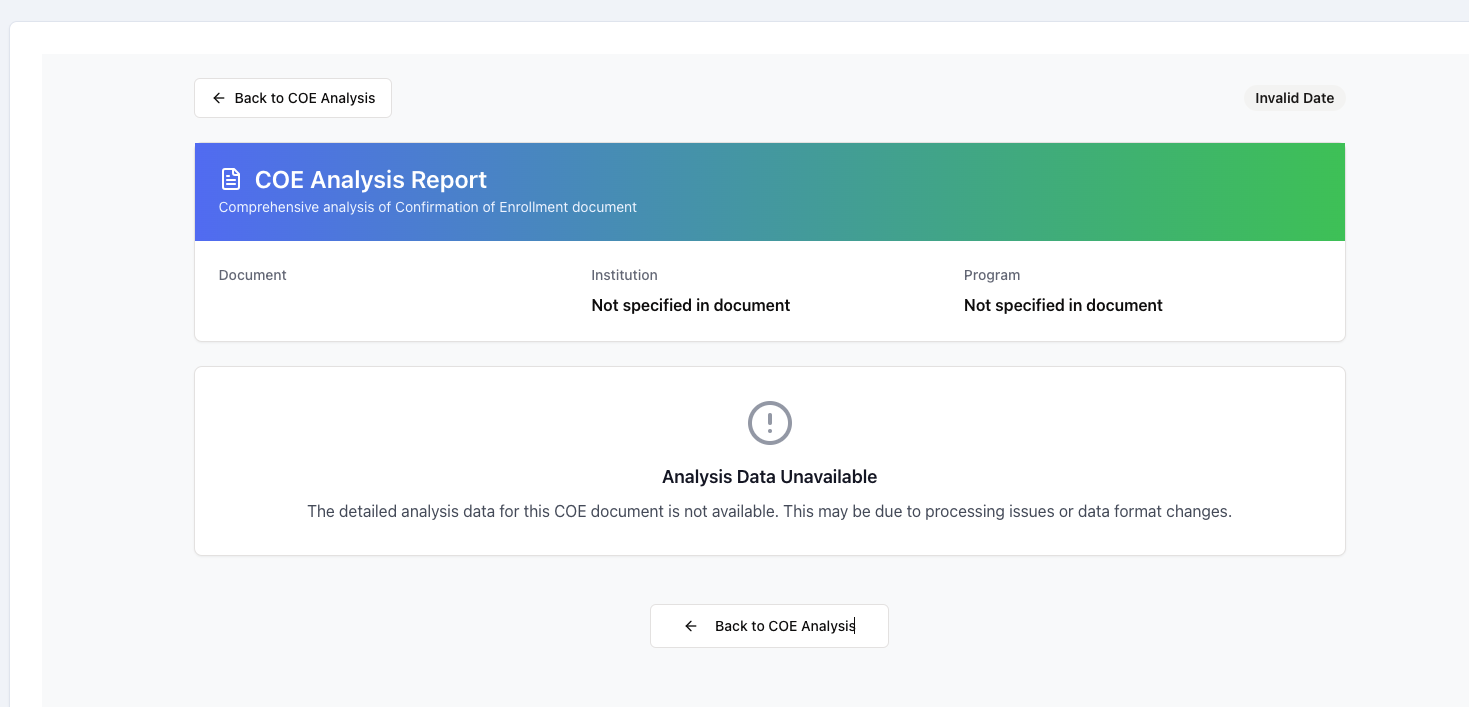 Back to COE Analysis
Invalid Date
COE Analysis Report
Comprehensive analysis of Confirmation of Enrollment document
Document
Institution
Program
Not specified in document
Not specified in document
Analysis Data Unavailable
The detailed analysis data for this COE document is not available. This may be due to processing issues or data format changes.
Back to COE Analysis